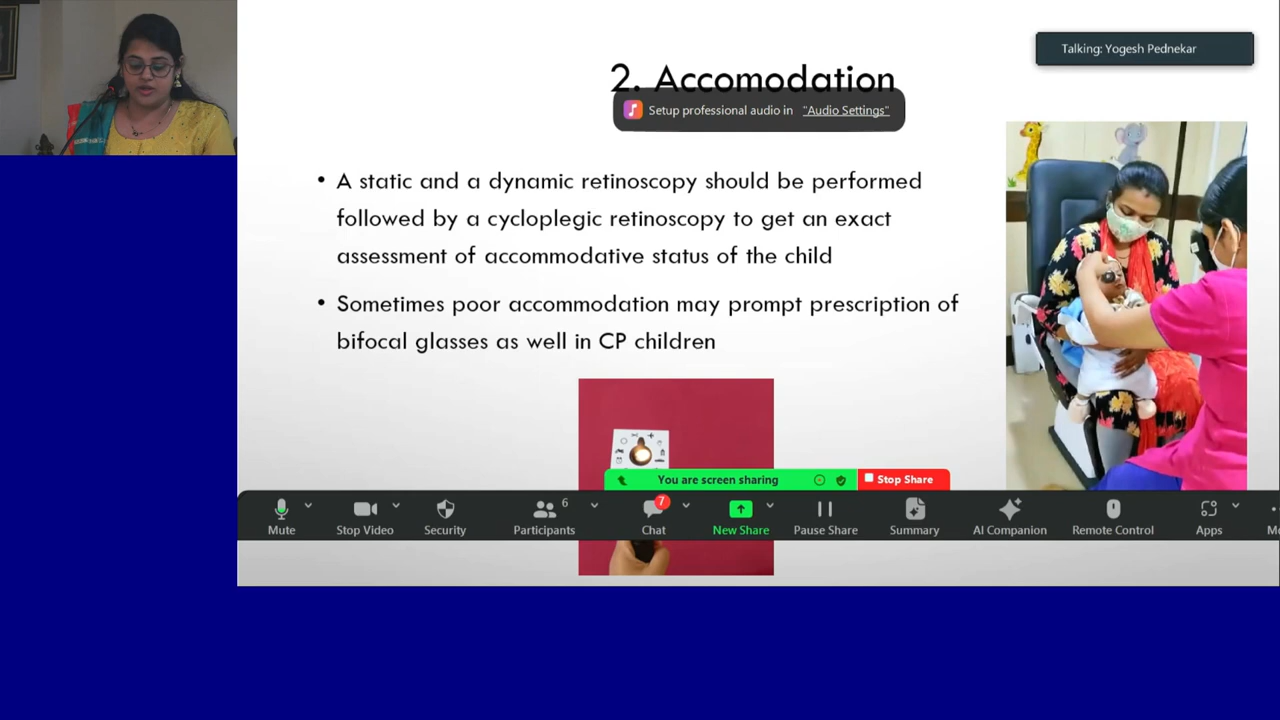 Talking: Yogesh Pednekar
2. Accomodation
Setup professional audio in "Audio Settings"
• A static and a dynamic retinoscopy should be performed
followed by a cycloplegic retinoscopy to get an exact
assessment of accommodative status of the child
• Sometimes poor accommodation may prompt prescription of
bifocal glasses as well in CP children
You are screen sharing
Stop Share
Mute
Stop Video
Security
Participants 6
Chat 7
New Share
Pause Share
Summary
AI Companion
Remote Control
Apps